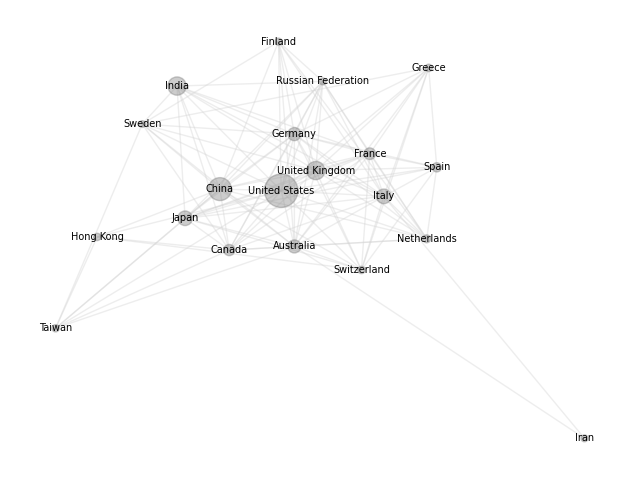 Finland
Greece
Russian Federation
India
Sweden
Germany
France
Spain
United Kingdom
China
United States
Italy
Japan
Hong Kong
Netherlands
Canada
Australia
Switzerland
Taiwan
Iran